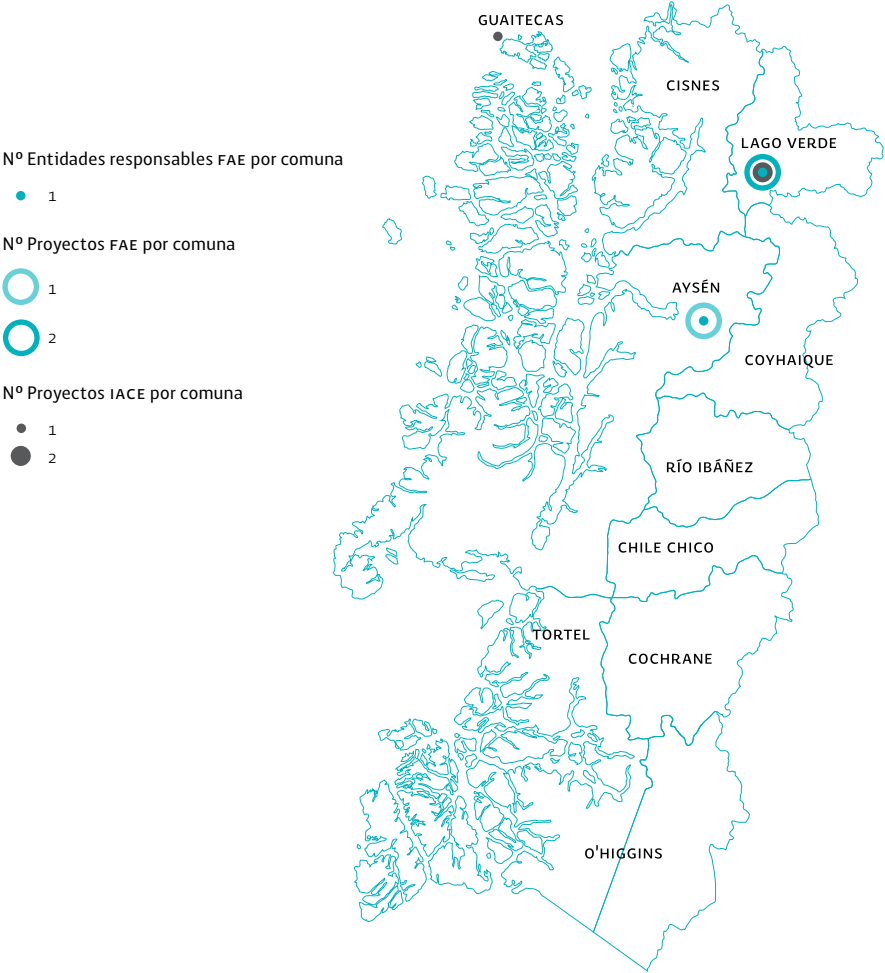 GUAITECAS
CISNES
LAGO VERDE
Nº Entidades responsables FAE por comuna
1
Nº Proyectos FAE por comuna
1
2
Nº Proyectos IACE por comuna
1
2
AYSÉN
COYHAIQUE
RÍO IBÁÑEZ
CHILE CHICO
TORTEL
COCHRANE
O'HIGGINS